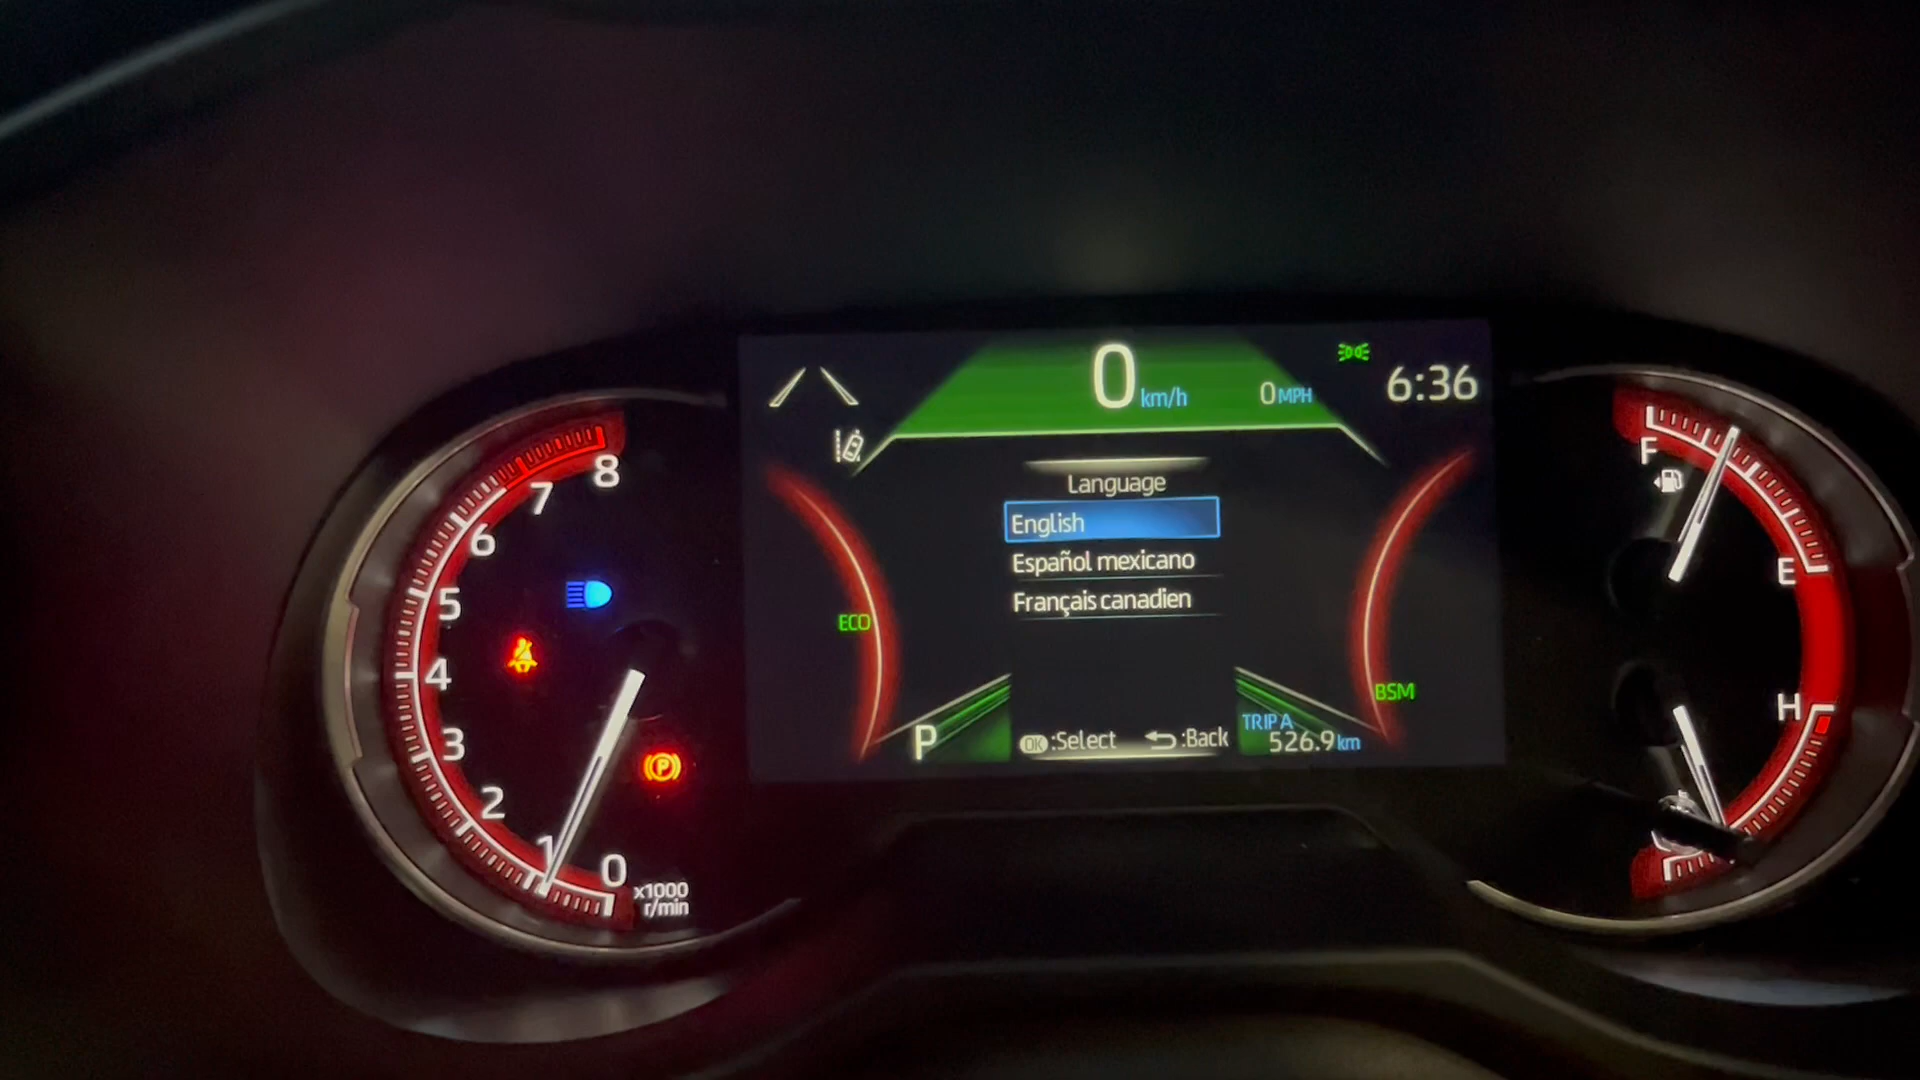 0 km/h
0 MPH
6:36
Language
English
Español mexicano
Français canadien
ECO
BSM
P
OK :Select
:Back
TRIP A
526.9 km
8
7
6
5
4
3
2
1
0
x1000
r/min
P
F
E
H